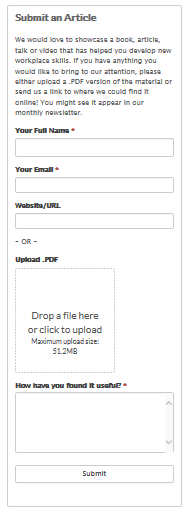 Submit an Article
We would love to showcase a book, article,
talk or video that has helped you develop new
workplace skills. If you have anything you
would like to bring to our attention, please
either upload a .PDF version of the material or
send us a link to where we could find it
online! You might see it appear in our
monthly newsletter.
Your Full Name *
Your Email *
Website/URL
- OR -
Upload .PDF
Drop a file here
or click to upload
Maximum upload size:
51.2MB
How have you found it useful? *
Submit